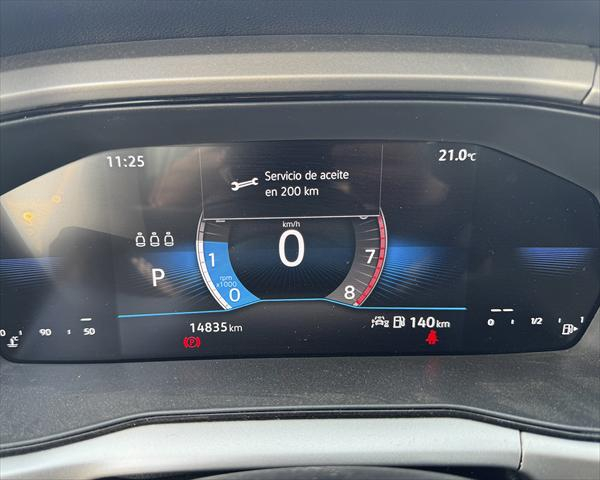 11:25
21.0°C
Servicio de aceite
en 200 km
km/h
0
1
7
rpm
x1000
0
8
P
90
50
14835 km
140 km
0
1/2
1
(P)